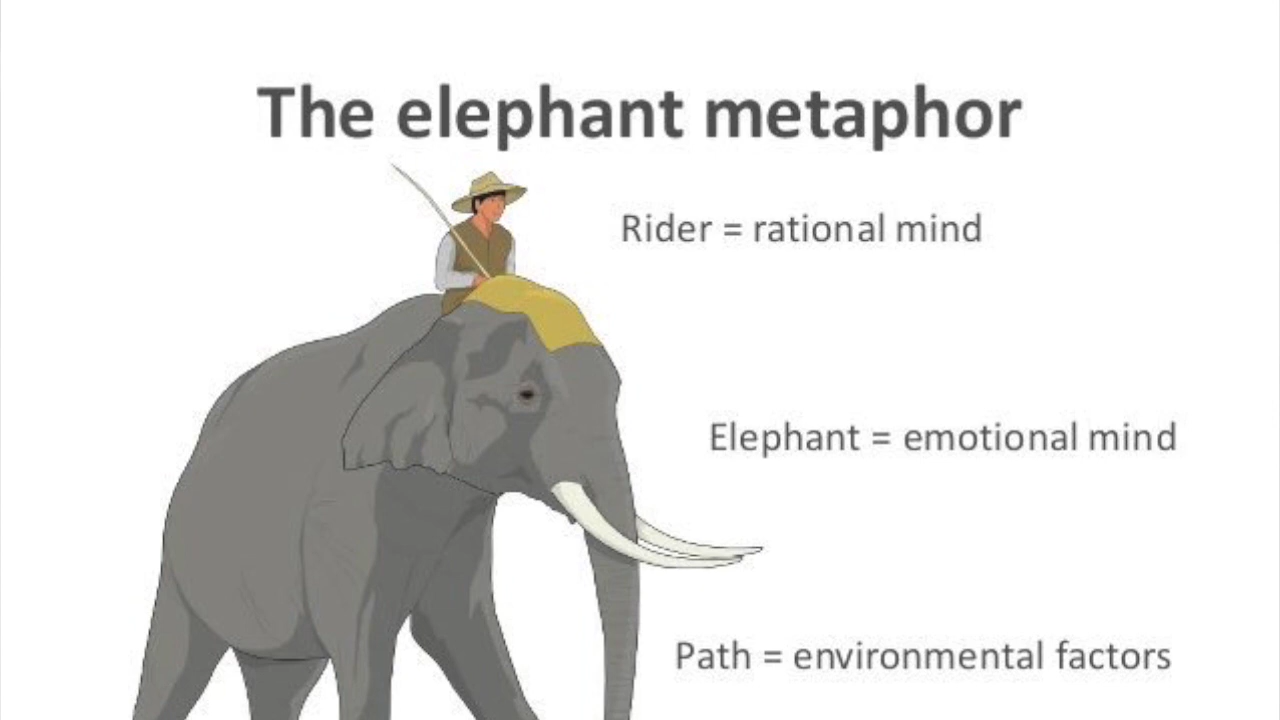 The elephant metaphor
Rider = rational mind
Elephant = emotional mind
Path = environmental factors